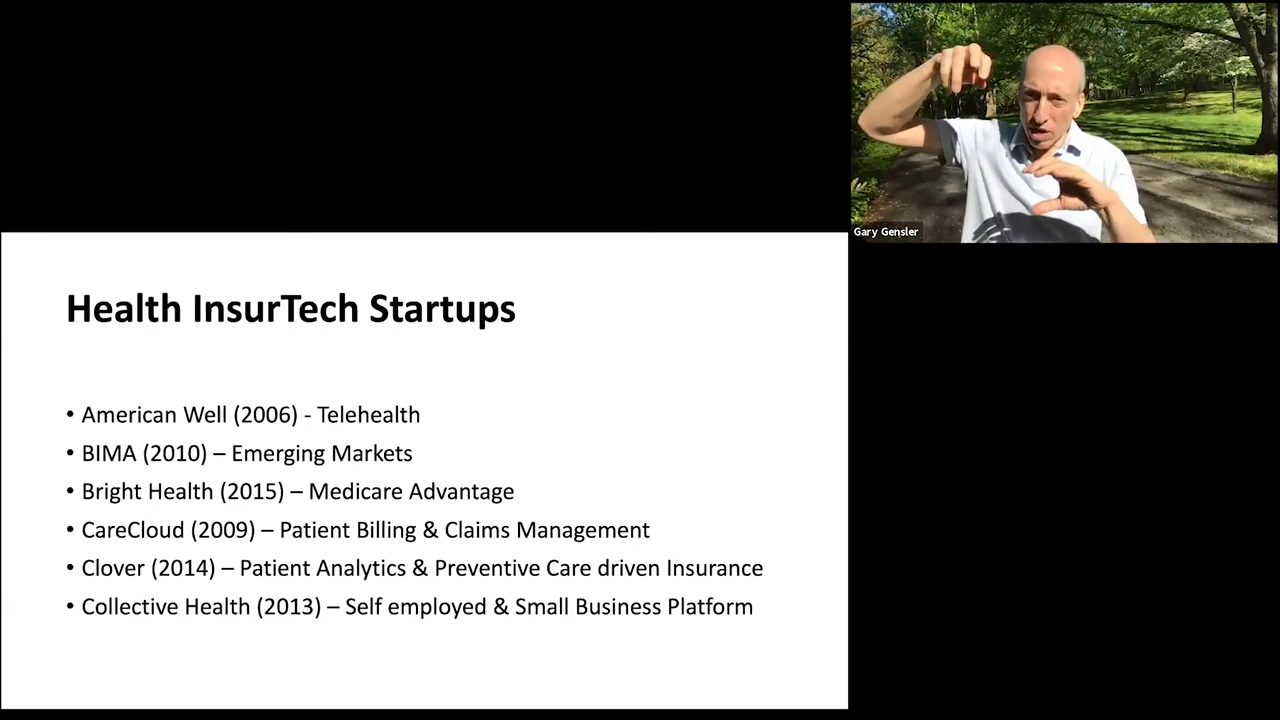 Gary Gensler
Health InsurTech Startups
• American Well (2006) - Telehealth
• BIMA (2010) – Emerging Markets
• Bright Health (2015) – Medicare Advantage
• CareCloud (2009) – Patient Billing & Claims Management
• Clover (2014) – Patient Analytics & Preventive Care driven Insurance
• Collective Health (2013) – Self employed & Small Business Platform